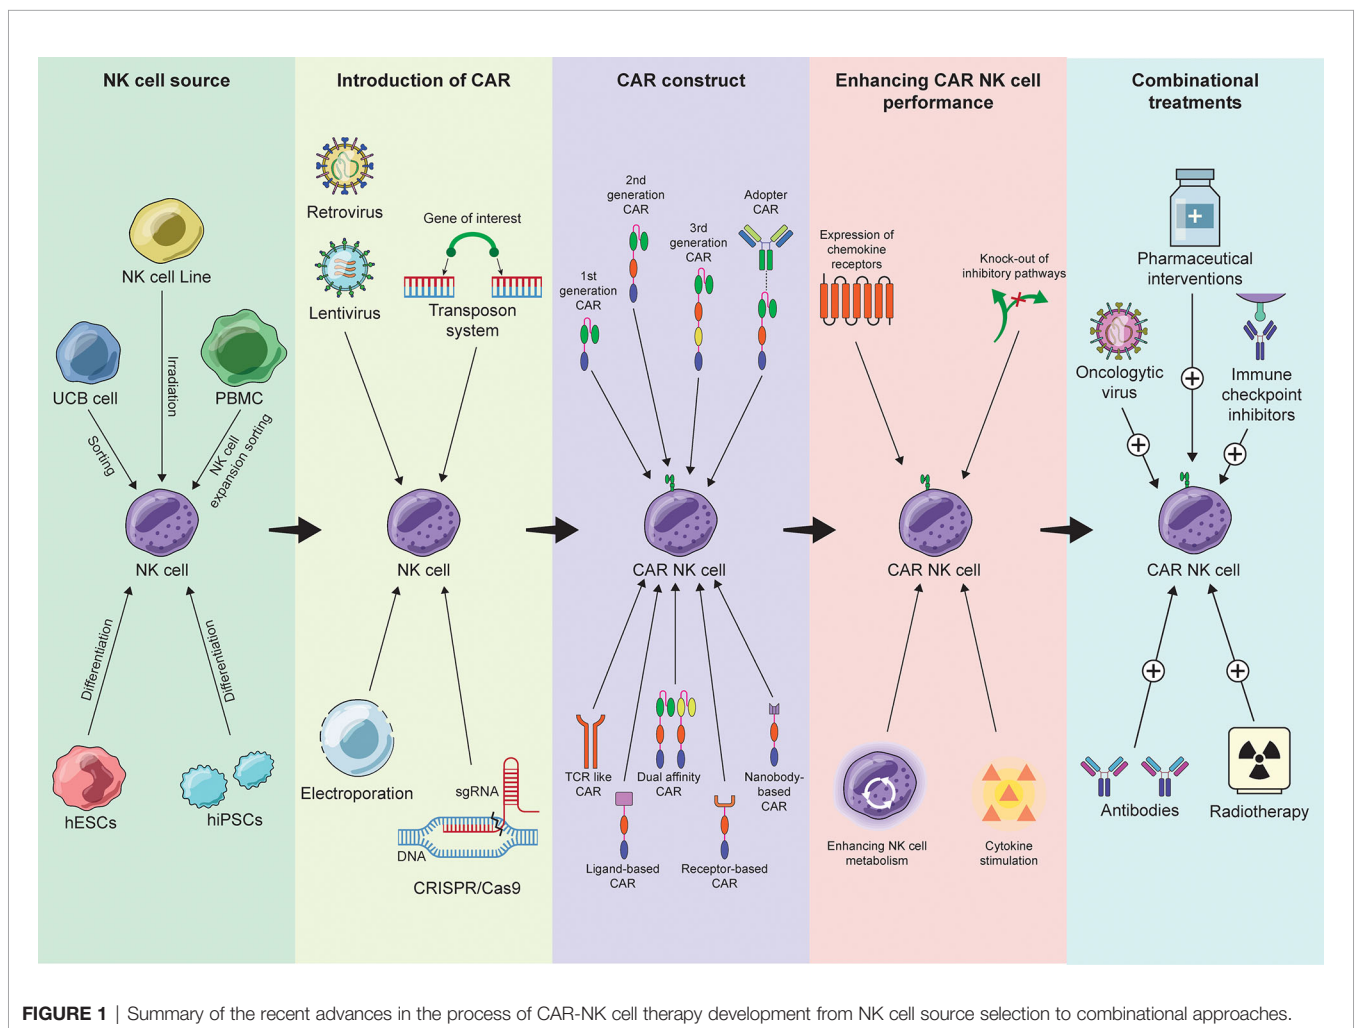 NK cell source
NK cell Line
UCB cell
PBMC
Irradiation
Sorting
NK cell
expansion sorting
NK cell
Differentiation
Differentiation
hESCs
hiPSCs
Introduction of CAR
Retrovirus
Gene of interest
Lentivirus
Transposon
system
NK cell
Electroporation
sgRNA
DNA
CRISPR/Cas9
CAR construct
2nd
generation
CAR
Adopter
CAR
3rd
generation
CAR
1st
generation
CAR
CAR NK cell
TCR like
CAR
Dual affinity
CAR
Nanobody-
based
CAR
Ligand-based
CAR
Receptor-based
CAR
Enhancing CAR NK cell
performance
Expression of
chemokine
receptors
Knock-out of
inhibitory pathways
CAR NK cell
Enhancing NK cell
metabolism
Cytokine
stimulation
Combinational
treatments
Pharmaceutical
interventions
Oncologytic
virus
Immune
checkpoint
inhibitors
CAR NK cell
Antibodies
Radiotherapy
FIGURE 1 | Summary of the recent advances in the process of CAR-NK cell therapy development from NK cell source selection to combinational approaches.